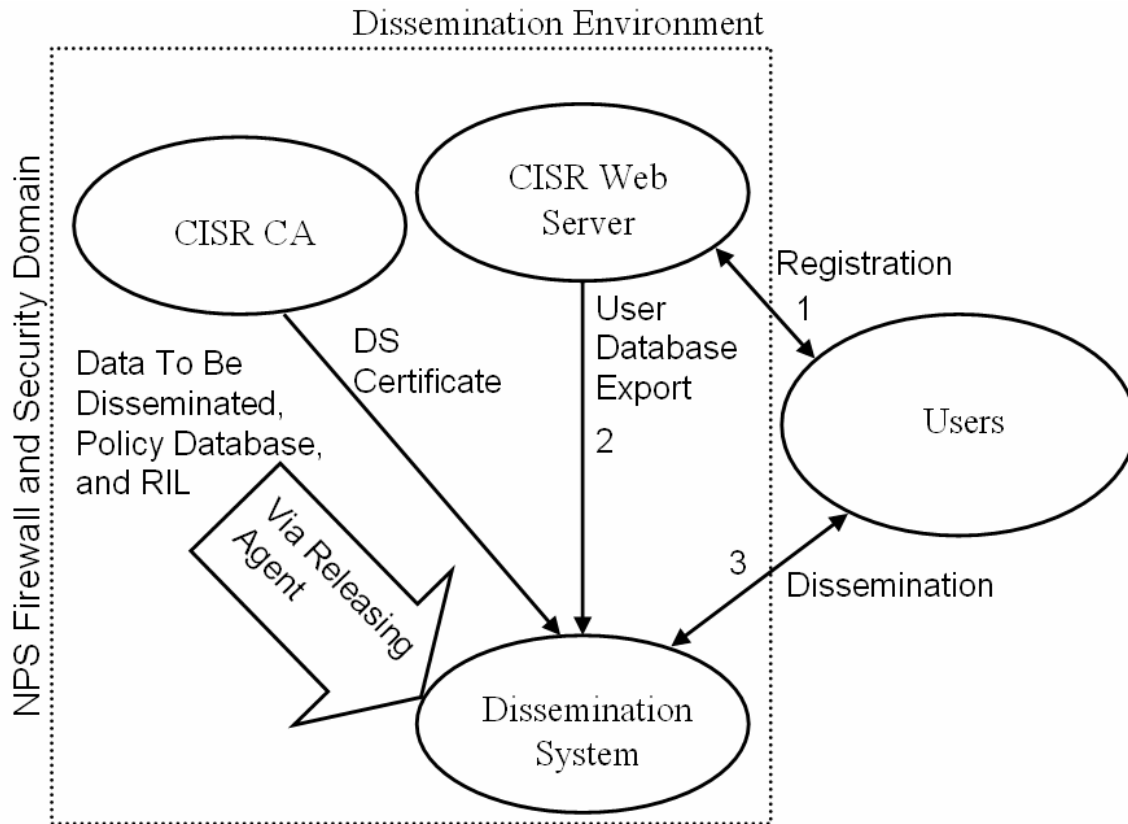 Dissemination Environment
NPS Firewall and Security Domain
CISR CA
CISR Web
Server
Registration
1
Users
User
Database
Export
2
DS
Certificate
Data To Be
Disseminated,
Policy Database,
and RIL
Via Releasing
Agent
3
Dissemination
Dissemination
System